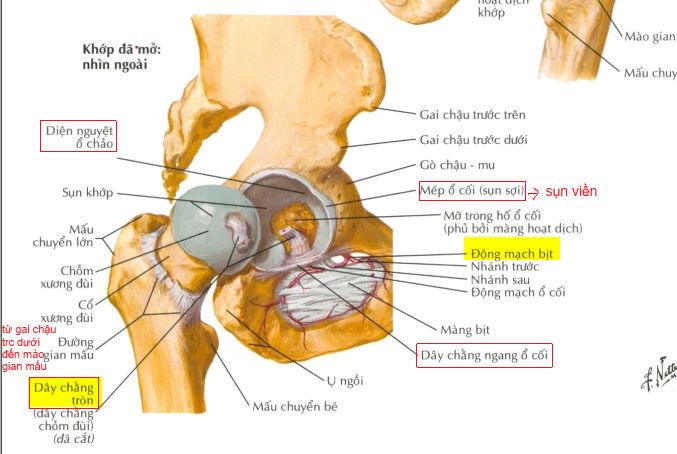 hoạt dịch
khớp
Mào gian
Mấu chuy
Khớp đã mở:
nhìn ngoài
Diện nguyệt
ổ chảo
Sụn khớp
Mấu
chuyển lớn
Chỏm
xương đùi
Cổ
xương đùi
Đường
gian mấu
từ gai chậu
trc dưới
đến mào
gian mấu
Dây chằng
tròn
(dây chằng
chỏm đùi)
(đã cắt)
Gai chậu trước trên
Gai chậu trước dưới
Gò chậu - mu
Mép ổ cối (sụn sợi) → sụn viền
Mỡ trong hố ổ cối
(phủ bởi màng hoạt dịch)
Động mạch bịt
Nhánh trước
Nhánh sau
Động mạch ổ cối
Màng bịt
Dây chằng ngang ổ cối
Ụ ngồi
Mấu chuyển bé
F. Netter